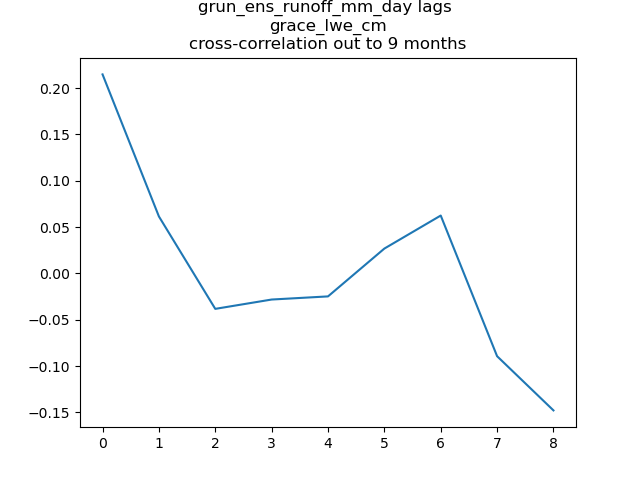 grun_ens_runoff_mm_day lags
grace_lwe_cm
cross-correlation out to 9 months
0.20
0.15
0.10
0.05
0.00
−0.05
−0.10
−0.15
0 1 2 3 4 5 6 7 8